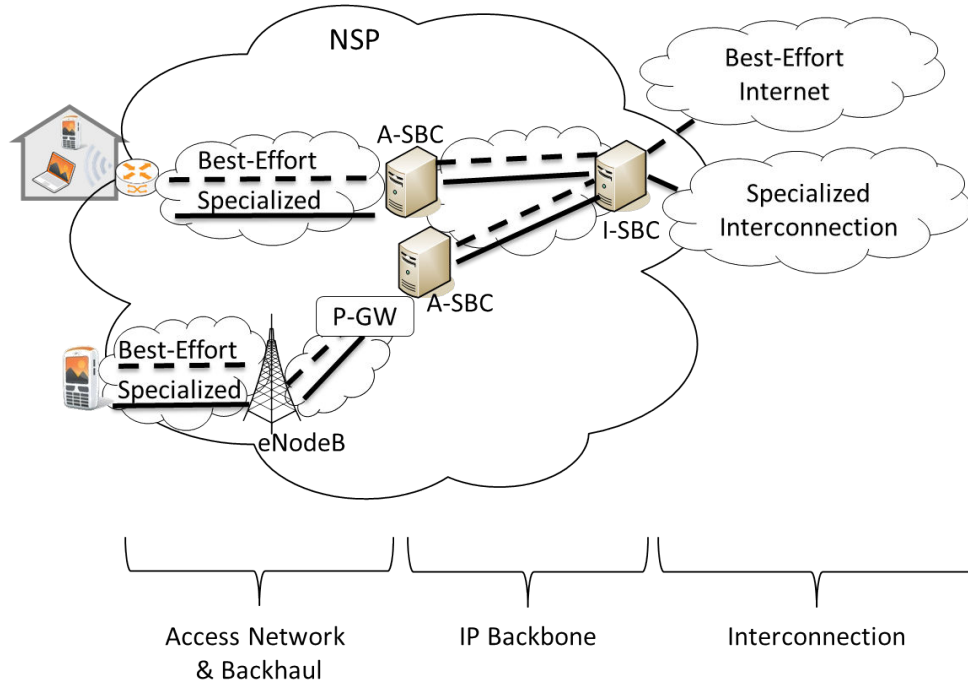 NSP
Best-Effort
Internet
A-SBC
Best-Effort
Specialized
Specialized
Interconnection
I-SBC
A-SBC
P-GW
Best-Effort
Specialized
eNodeB
Access Network
& Backhaul
IP Backbone
Interconnection